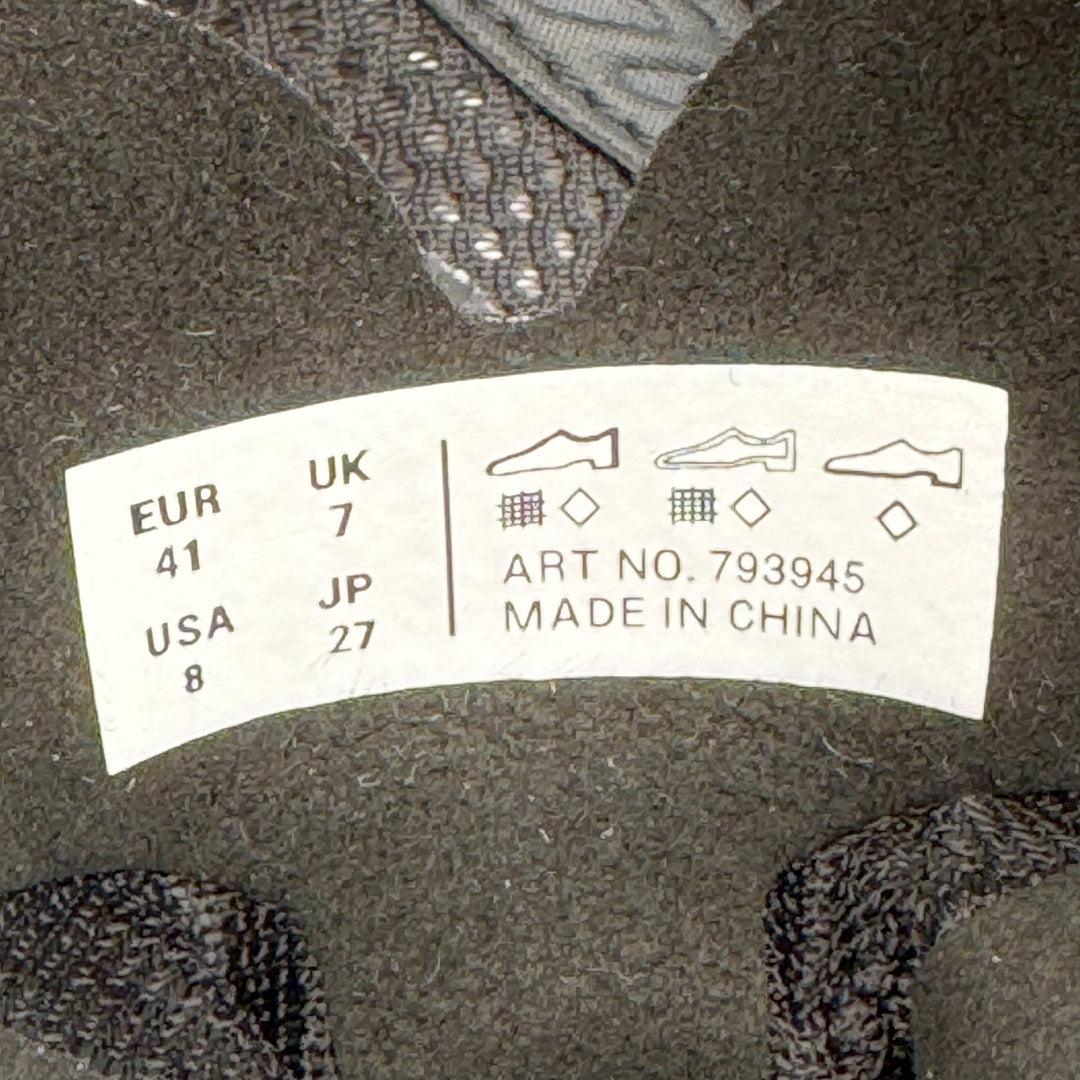 EUR
41
UK
7
USA
8
JP
27
ART NO. 793945
MADE IN CHINA